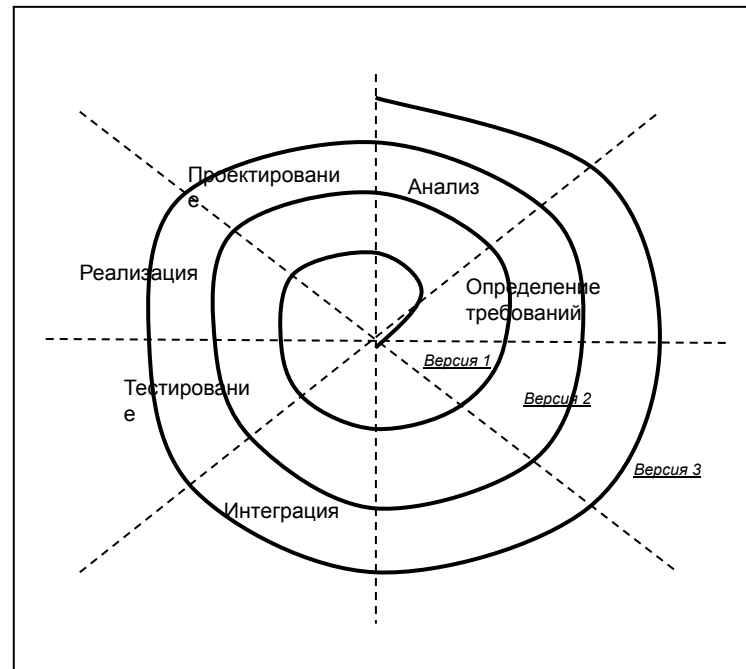 Проектировани
е
Анализ
Реализация
Определение
требований
Версия 1
Тестировани
е
Версия 2
Версия 3
Интеграция